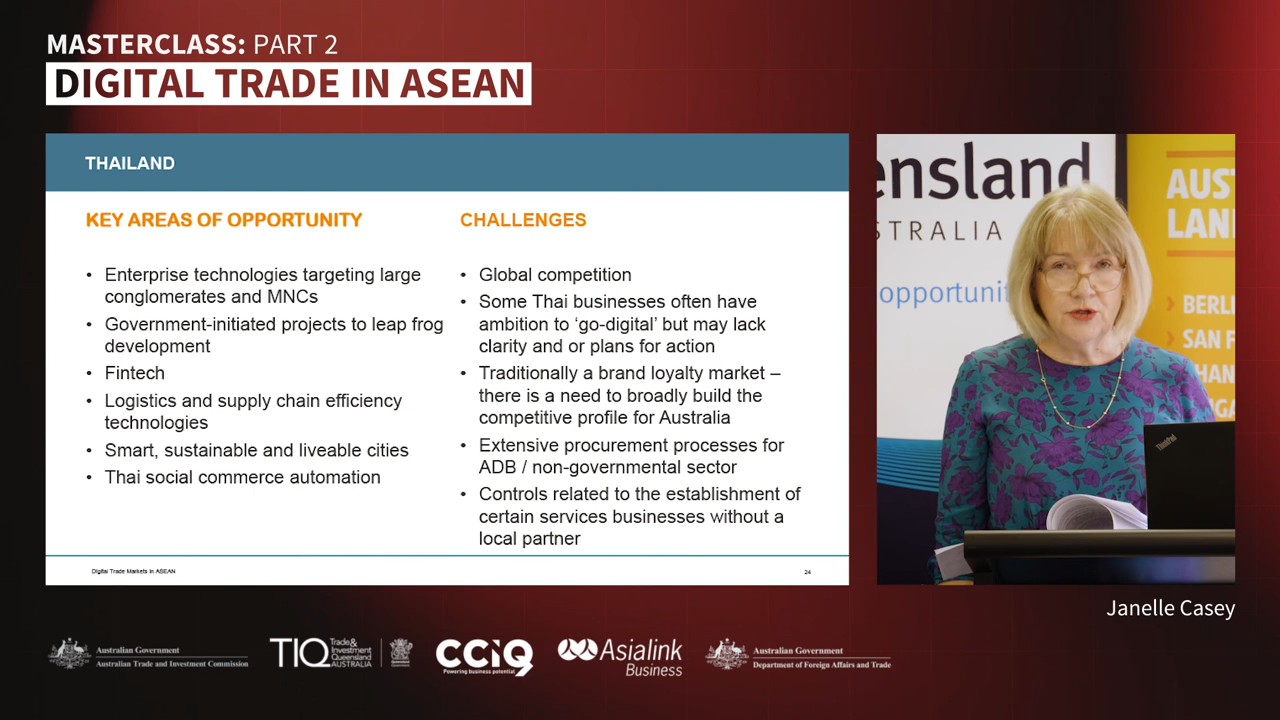 MASTERCLASS: PART 2
DIGITAL TRADE IN ASEAN
THAILAND
KEY AREAS OF OPPORTUNITY
• Enterprise technologies targeting large
conglomerates and MNCs
• Government-initiated projects to leap frog
development
• Fintech
• Logistics and supply chain efficiency
technologies
• Smart, sustainable and liveable cities
• Thai social commerce automation
CHALLENGES
• Global competition
• Some Thai businesses often have
ambition to ‘go-digital’ but may lack
clarity and or plans for action
• Traditionally a brand loyalty market –
there is a need to broadly build the
competitive profile for Australia
• Extensive procurement processes for
ADB / non-governmental sector
• Controls related to the establishment of
certain services businesses without a
local partner
Digital Trade Markets in ASEAN
24
ensland
STRALIA
opportuni
AUS
LAN
BERL
SAN F
HAN
GA
ThinkPad
Janelle Casey
Australian Government
Australian Trade and Investment Commission
TIQ
Trade&
Investment
Queensland
AUSTRALIA
CCIQ
Powering business potential
Asialink
Business
Australian Government
Department of Foreign Affairs and Trade